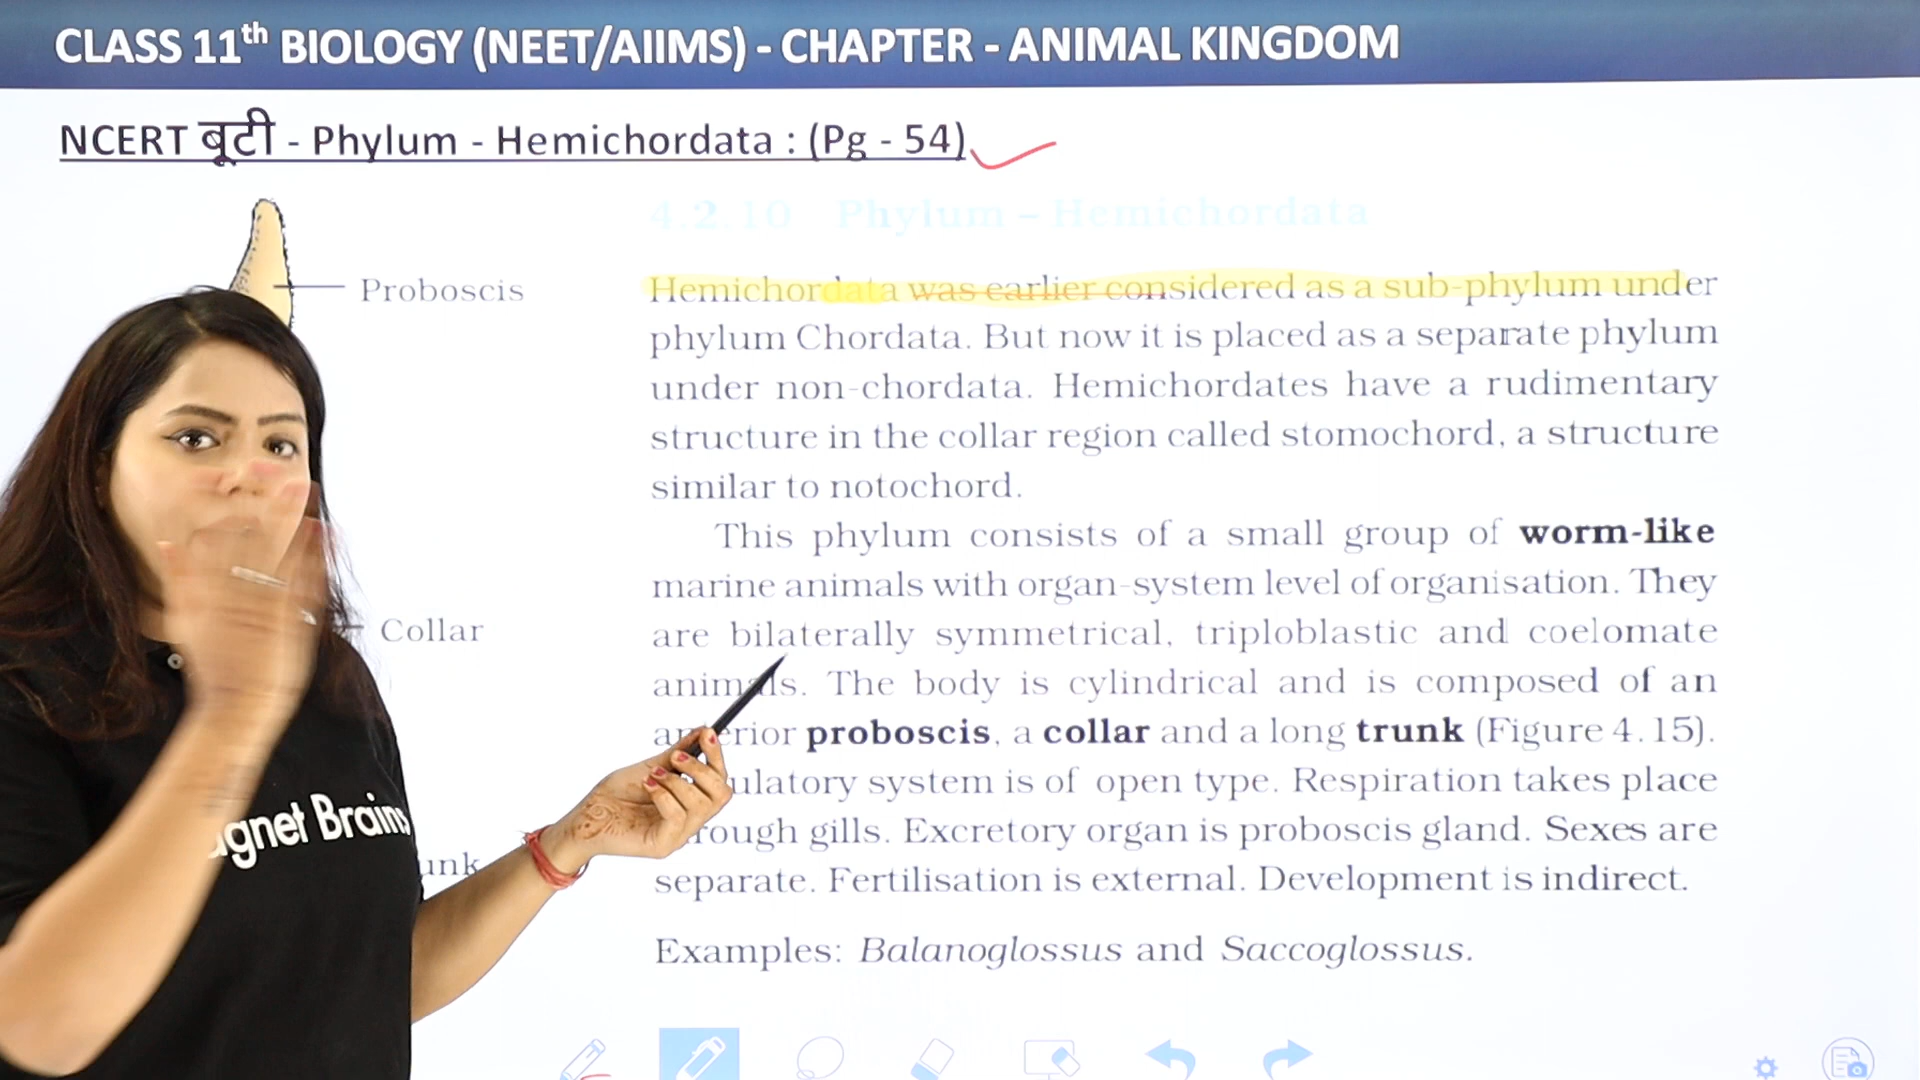 CLASS 11th BIOLOGY (NEET/AIIMS) - CHAPTER - ANIMAL KINGDOM
NCERT बूटी - Phylum - Hemichordata : (Pg - 54)
4.2.10 Phylum – Hemichordata
Proboscis
Collar
Hemichordata was earlier considered as a sub-phylum under
phylum Chordata. But now it is placed as a separate phylum
under non-chordata. Hemichordates have a rudimentary
structure in the collar region called stomochord, a structure
similar to notochord.
This phylum consists of a small group of worm-like
marine animals with organ-system level of organisation. They
are bilaterally symmetrical, triploblastic and coelomate
animals. The body is cylindrical and is composed of an
proboscis, a collar and a long trunk (Figure 4.15).
system is of open type. Respiration takes place
gills. Excretory organ is proboscis gland. Sexes are
separate. Fertilisation is external. Development is indirect.
Examples: Balanoglossus and Saccoglossus.
Brains